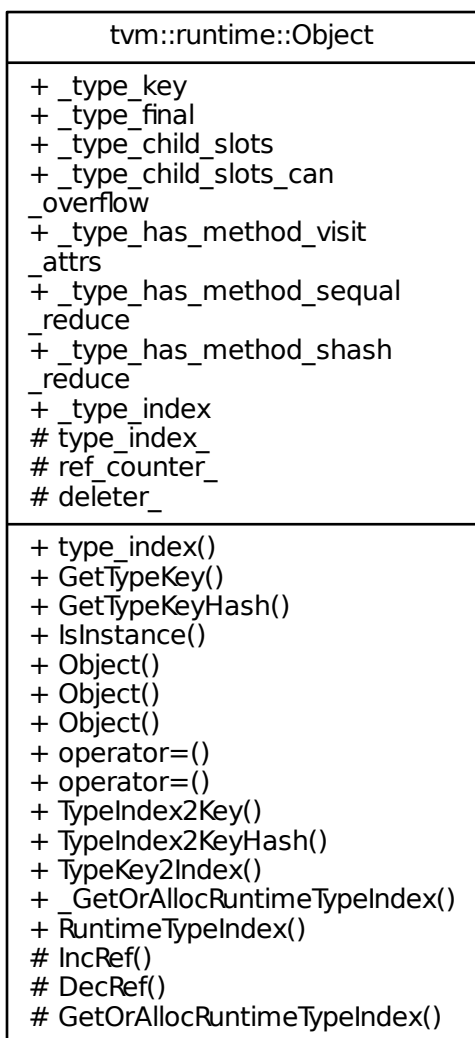 tvm::runtime::Object
+ _type_key
+ _type_final
+ _type_child_slots
+ _type_child_slots_can
_overflow
+ _type_has_method_visit
_attrs
+ _type_has_method_sequal
_reduce
+ _type_has_method_shash
_reduce
+ _type_index
# type_index_
# ref_counter_
# deleter_
+ type_index()
+ GetTypeKey()
+ GetTypeKeyHash()
+ IsInstance()
+ Object()
+ Object()
+ Object()
+ operator=()
+ operator=()
+ TypeIndex2Key()
+ TypeIndex2KeyHash()
+ TypeKey2Index()
+ _GetOrAllocRuntimeTypeIndex()
+ RuntimeTypeIndex()
# IncRef()
# DecRef()
# GetOrAllocRuntimeTypeIndex()